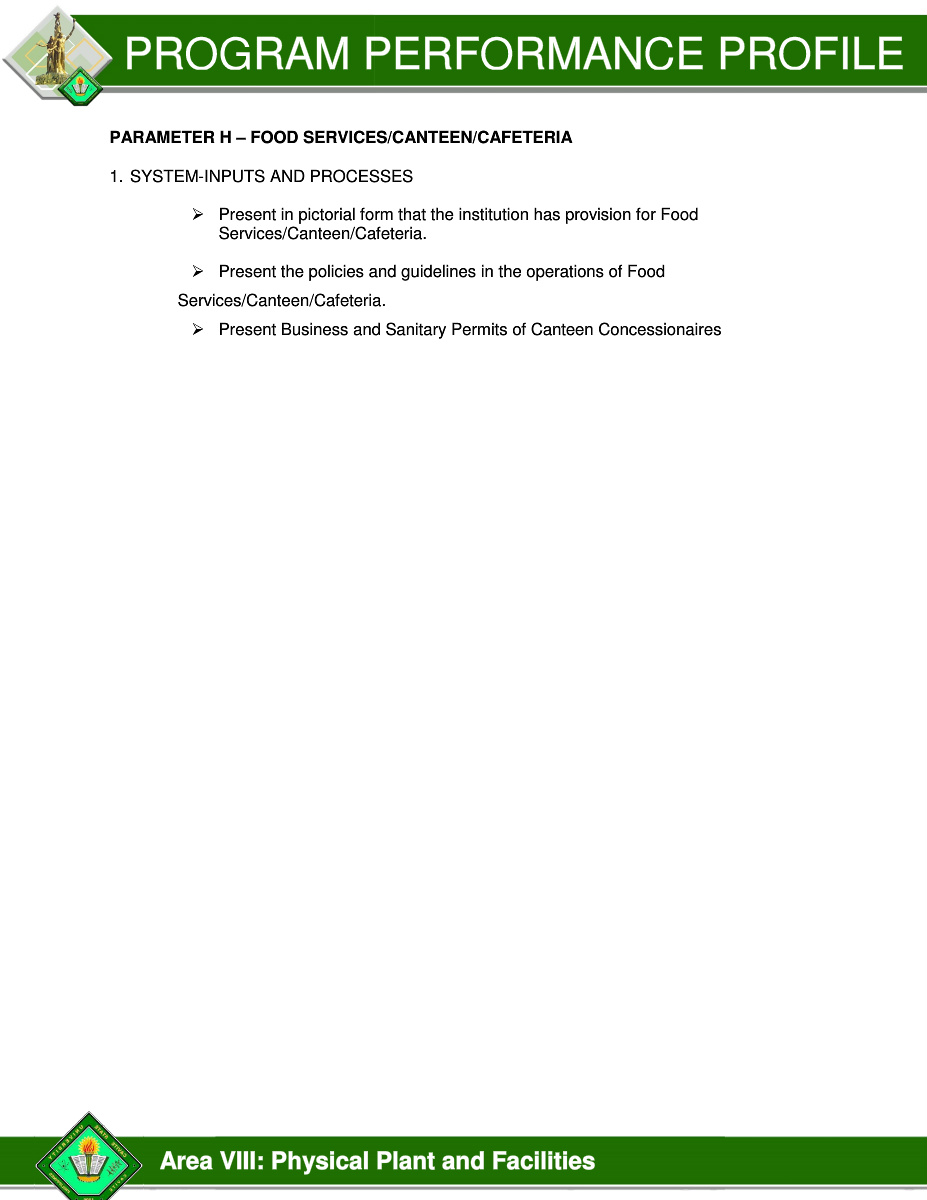 PROGRAM PERFORMANCE PROFILE
PARAMETER H – FOOD SERVICES/CANTEEN/CAFETERIA
1. SYSTEM-INPUTS AND PROCESSES
➢ Present in pictorial form that the institution has provision for Food
Services/Canteen/Cafeteria.
➢ Present the policies and guidelines in the operations of Food
Services/Canteen/Cafeteria.
➢ Present Business and Sanitary Permits of Canteen Concessionaires
Area VIII: Physical Plant and Facilities